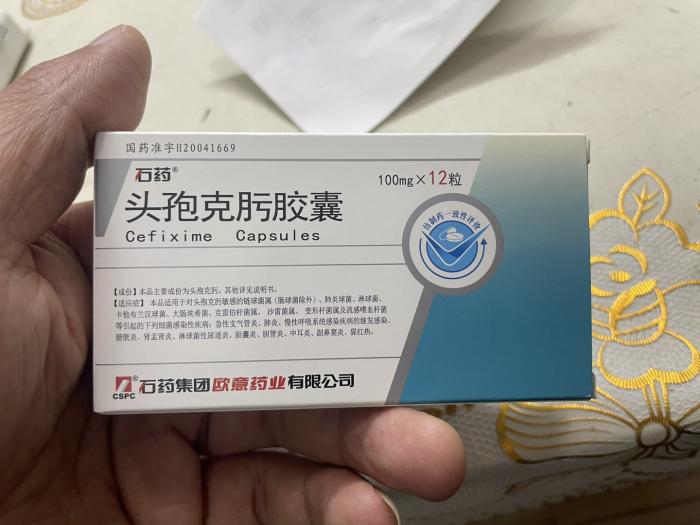 国药准字H20041669
石药®
100mg×12粒
头孢克肟胶囊
Cefixime Capsules
仿制药一致性评价
【成份】本品主要成份为头孢克肟。其他详见说明书。
【适应症】 本品适用于对头孢克肟敏感的链球菌属（肠球菌除外）、肺炎球菌、淋球菌、
卡他布兰汉球菌、大肠埃希菌、克雷伯杆菌属、 沙雷菌属、 变形杆菌属及流感嗜血杆菌
等引起的下列细菌感染性疾病：急性支气管炎、肺炎、慢性呼吸系统感染疾病的继发感染、
膀胱炎、肾盂肾炎、淋球菌性尿道炎、胆囊炎、胆管炎、中耳炎、副鼻窦炎、猩红热。
CSPC® 石药集团欧意药业有限公司